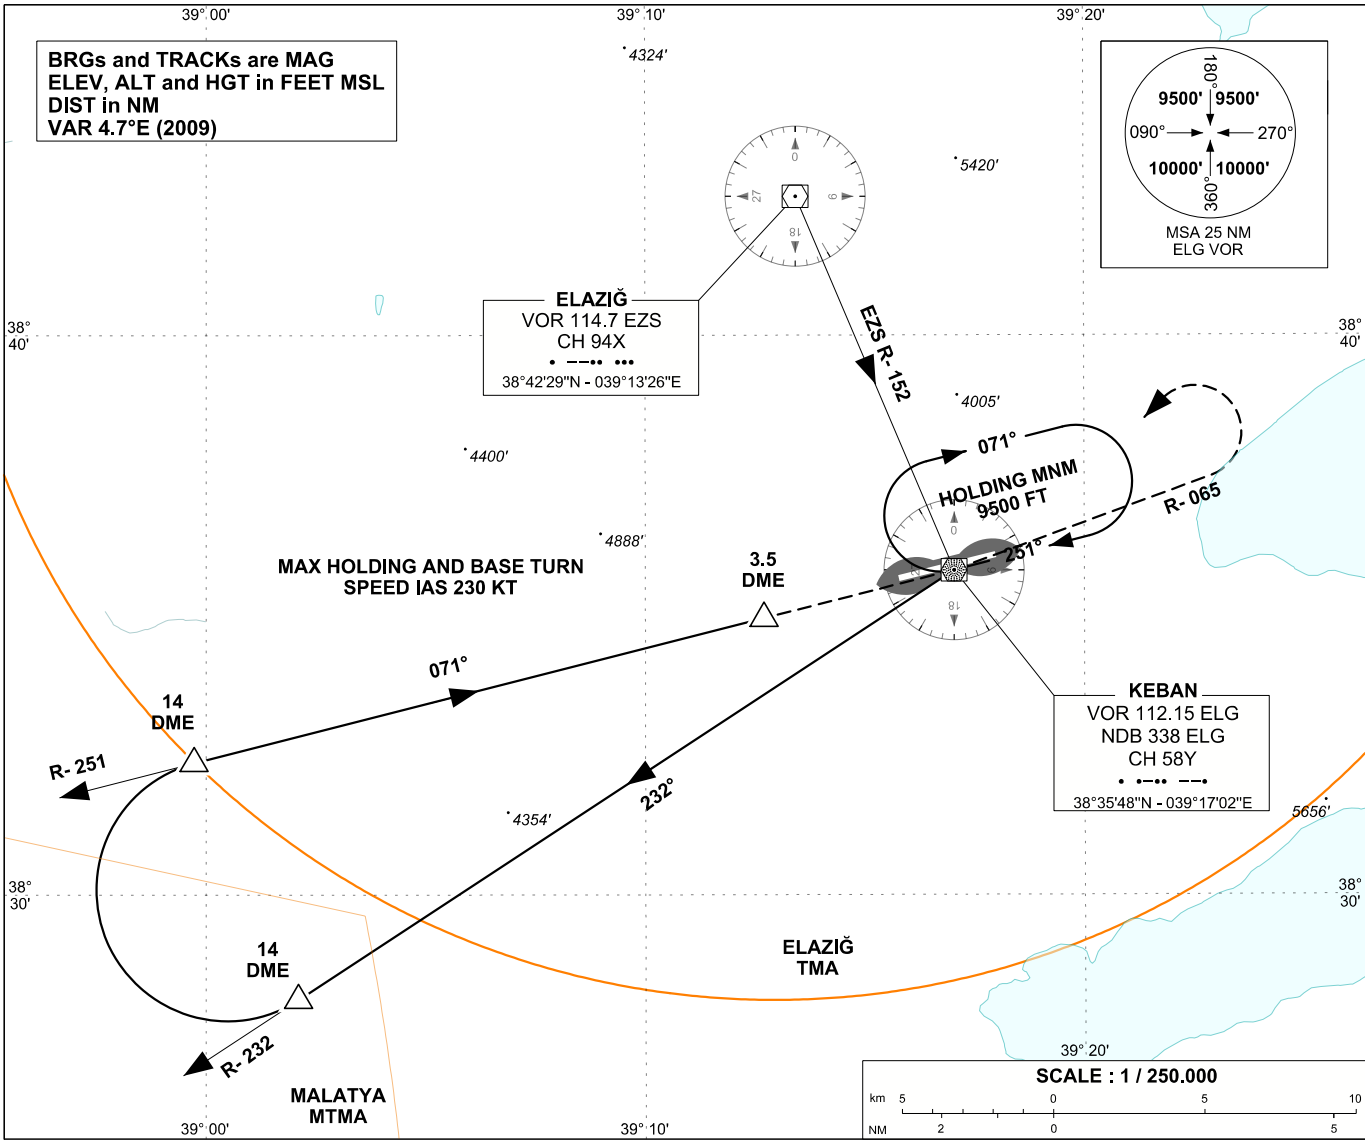 39°00'
39°10'
39°20'
BRGs and TRACKs are MAG
ELEV, ALT and HGT in FEET MSL
DIST in NM
VAR 4.7°E (2009)
4324'
5420'
180°
9500' 9500'
090° 270°
10000' 10000'
360°
MSA 25 NM
ELG VOR
0
27
9
18
ELAZIĞ
VOR 114.7 EZS
CH 94X
38°42'29"N - 039°13'26"E
38°
40'
38°
40'
EZS R- 152
4005'
4400'
071°
HOLDING MNM
9500 FT
R- 065
4888'
MAX HOLDING AND BASE TURN
SPEED IAS 230 KT
3.5
DME
0
251°
9
18
071°
14
DME
R- 251
232°
KEBAN
VOR 112.15 ELG
NDB 338 ELG
CH 58Y
38°35'48"N - 039°17'02"E
4354'
5656'
38°
30'
38°
30'
14
DME
ELAZIĞ
TMA
R- 232
MALATYA
MTMA
39°00'
39°10'
39°20'
SCALE : 1 / 250.000
km 5 0 5 10
NM 2 0 5